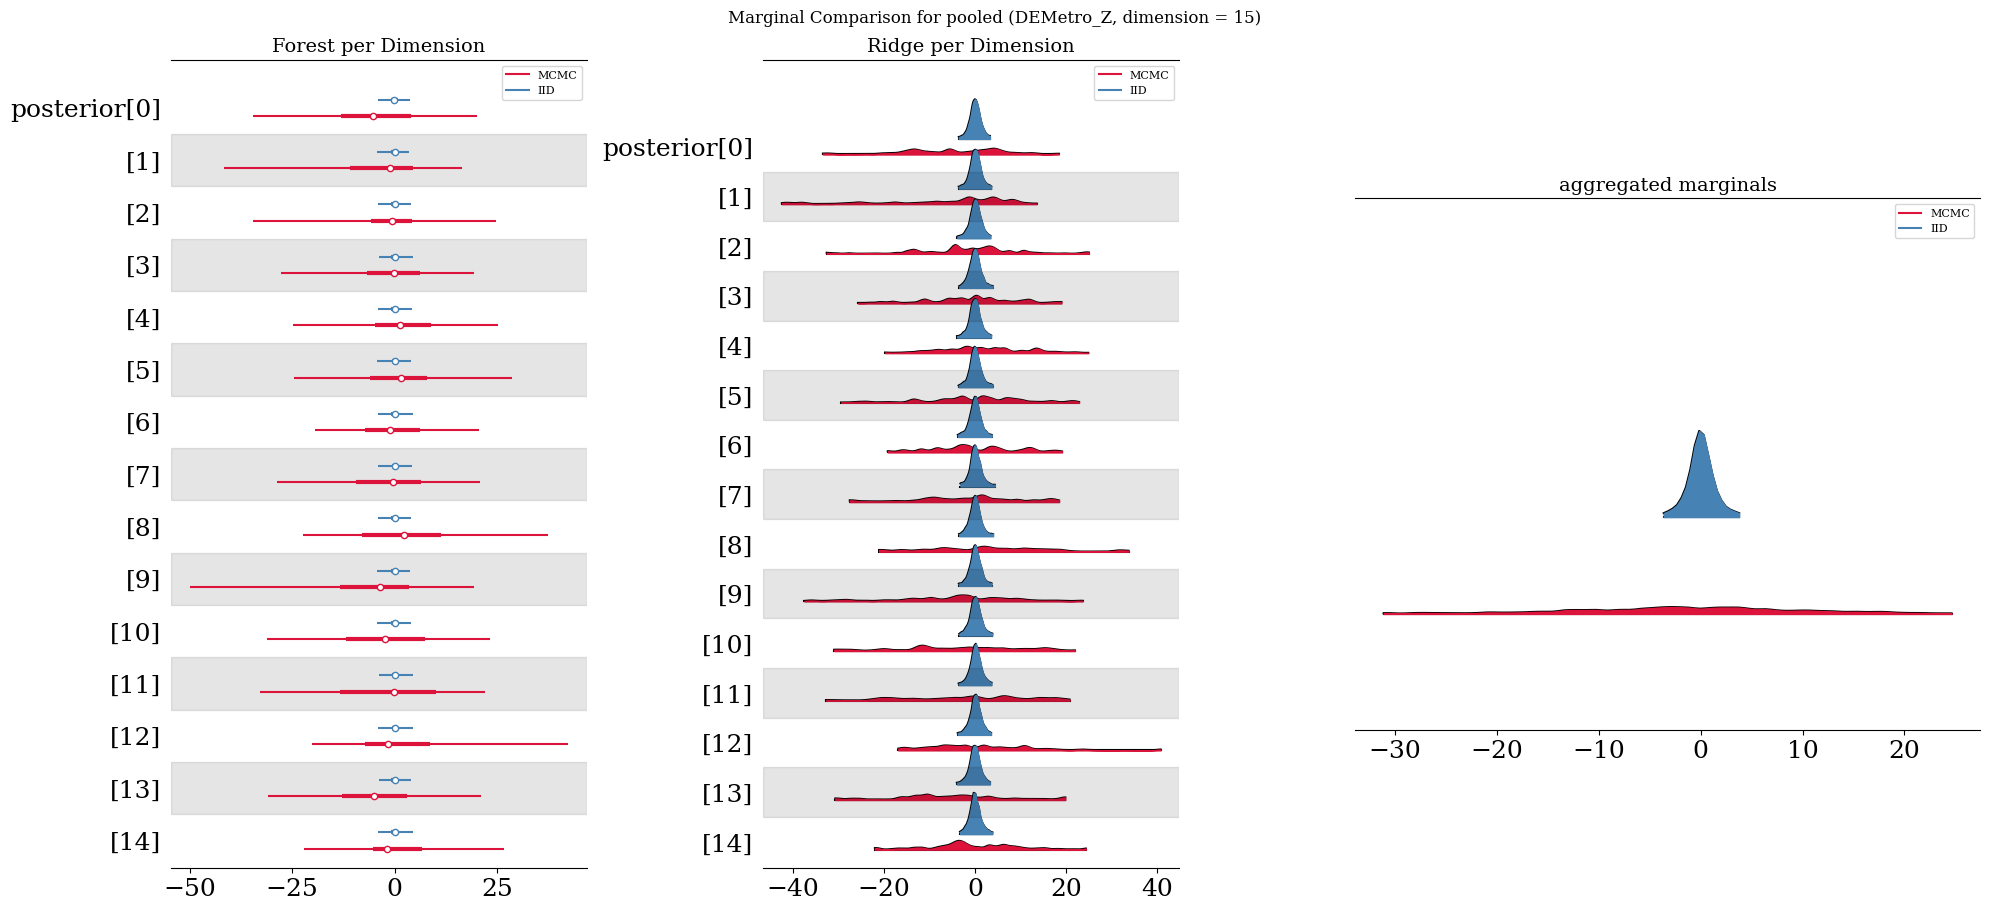 Marginal Comparison for pooled (DEMetro_Z, dimension = 15)
Forest per Dimension
MCMC
IID
posterior[0]
[1]
[2]
[3]
[4]
[5]
[6]
[7]
[8]
[9]
[10]
[11]
[12]
[13]
[14]
−50 −25 0 25
Ridge per Dimension
MCMC
IID
posterior[0]
[1]
[2]
[3]
[4]
[5]
[6]
[7]
[8]
[9]
[10]
[11]
[12]
[13]
[14]
−40 −20 0 20 40
aggregated marginals
MCMC
IID
−30 −20 −10 0 10 20